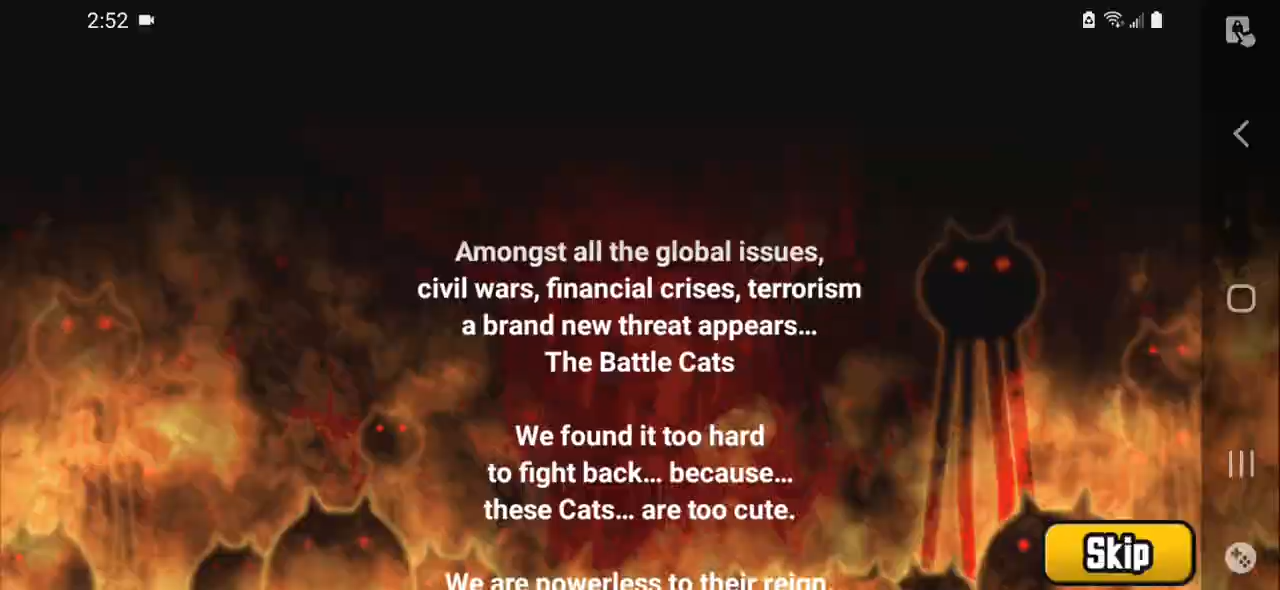 2:52
Amongst all the global issues,
civil wars, financial crises, terrorism
a brand new threat appears...
The Battle Cats
We found it too hard
to fight back... because...
these Cats... are too cute.
We are powerless to their reign.
Skip